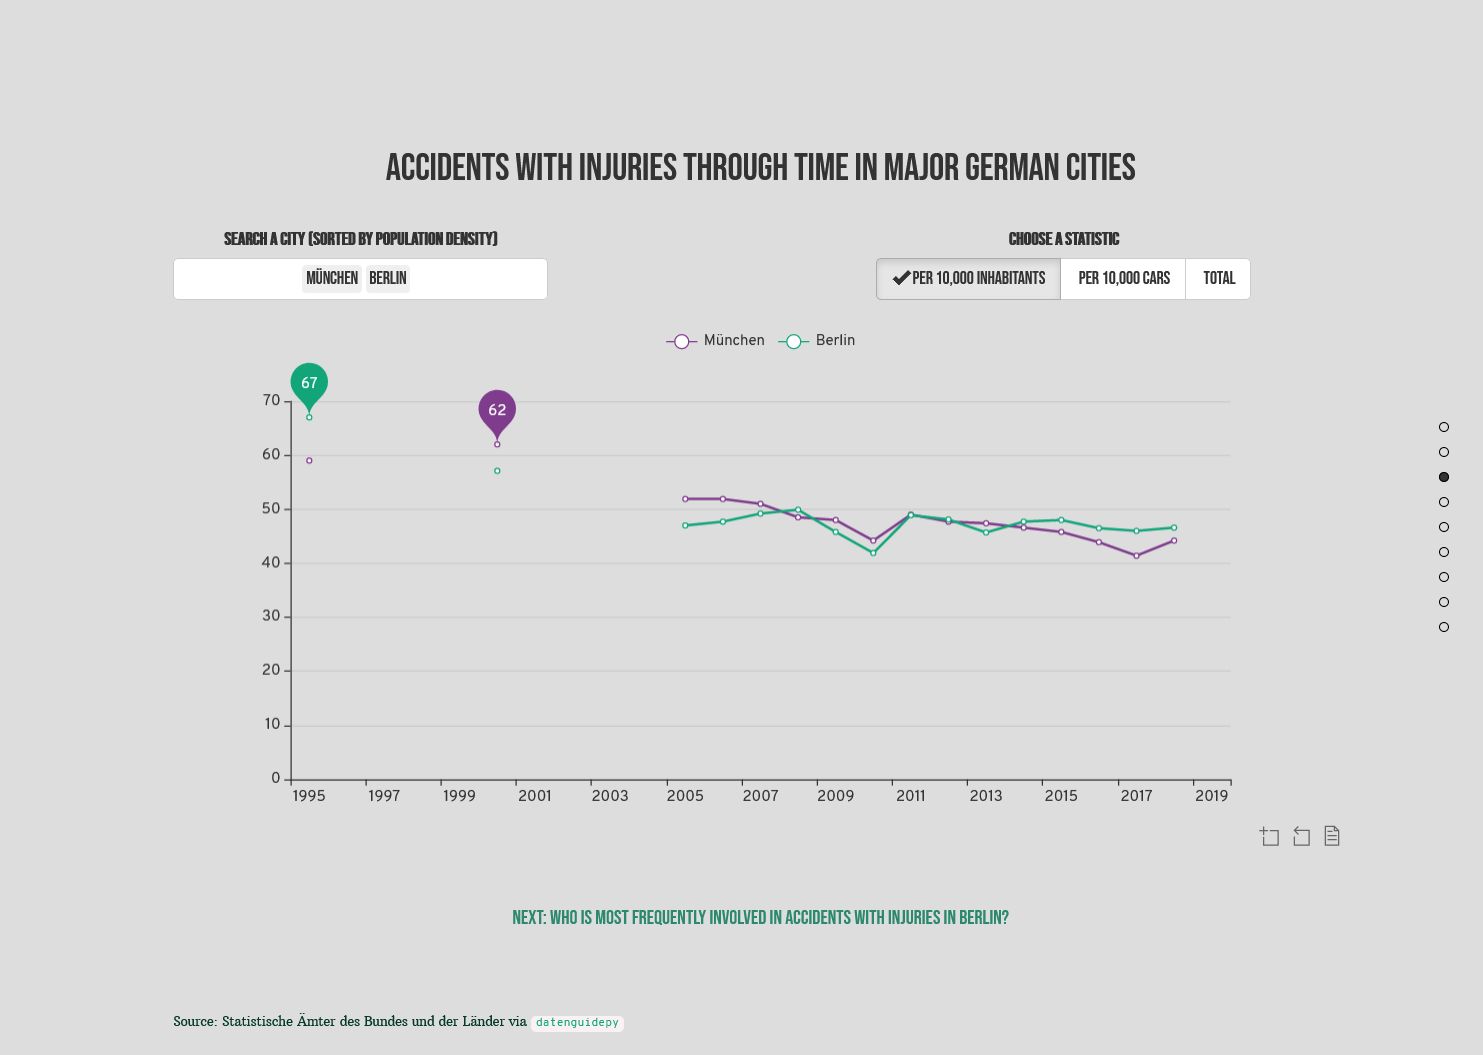 ACCIDENTS WITH INJURIES THROUGH TIME IN MAJOR GERMAN CITIES
SEARCH A CITY (SORTED BY POPULATION DENSITY)
CHOOSE A STATISTIC
MÜNCHEN BERLIN
PER 10,000 INHABITANTS PER 10,000 CARS TOTAL
München Berlin
67
62
70
60
50
40
30
20
10
0
1995 1997 1999 2001 2003 2005 2007 2009 2011 2013 2015 2017 2019
NEXT: WHO IS MOST FREQUENTLY INVOLVED IN ACCIDENTS WITH INJURIES IN BERLIN?
Source: Statistische Ämter des Bundes und der Länder via datenguidepy